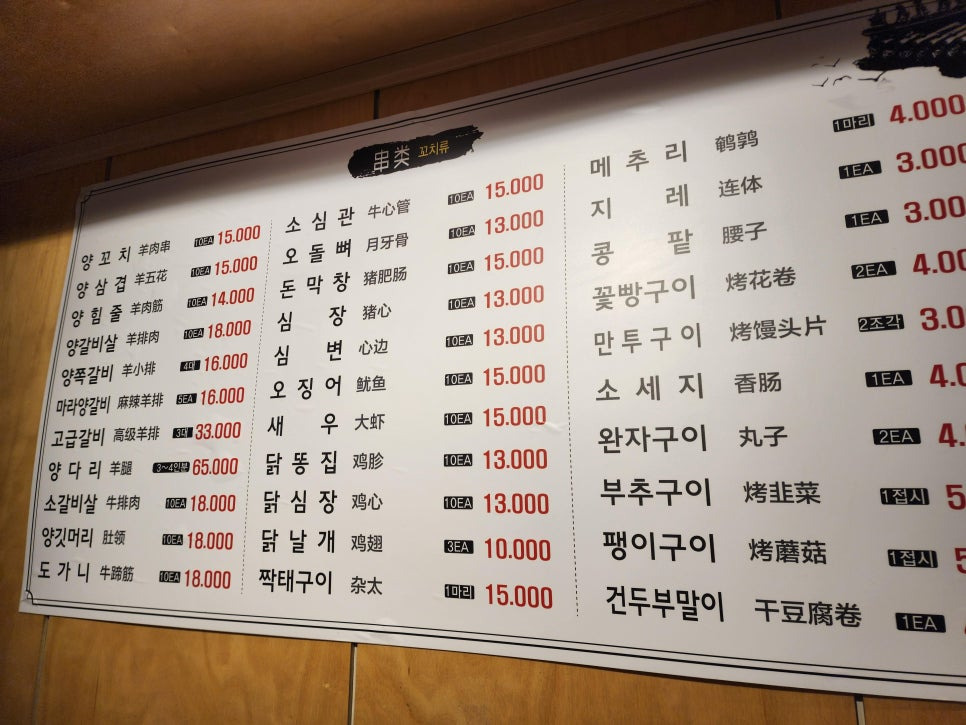 串类 꼬치류
양꼬치 羊肉串 10EA 15.000
양삼겹 羊五花 10EA 15.000
양힘줄 羊肉筋 10EA 14.000
양갈비살 羊排肉 10EA 18.000
양쪽갈비 羊小排 4대 16.000
마라양갈비 麻辣羊排 5EA 16.000
고급갈비 高级羊排 3대 33.000
양다리 羊腿 3~4인분 65.000
소갈비살 牛排肉 10EA 18.000
양깃머리 肚领 10EA 18.000
도가니 牛蹄筋 10EA 18.000
소심관 牛心管 10EA 15.000
오돌뼈 月牙骨 10EA 13.000
돈막창 猪肥肠 10EA 15.000
심장 猪心 10EA 13.000
심변 心边 10EA 13.000
오징어 鱿鱼 10EA 15.000
새우 大虾 10EA 15.000
닭똥집 鸡胗 10EA 13.000
닭심장 鸡心 10EA 13.000
닭날개 鸡翅 3EA 10.000
짝태구이 杂太 1마리 15.000
메추리 鹌鹑 1마리 4.000
지레 连体 1EA 3.000
콩팥 腰子 1EA 3.00
꽃빵구이 烤花卷 2EA 4.00
만투구이 烤馒头片 2조각 3.0
소세지 香肠 1EA 4.0
완자구이 丸子 2EA 4.
부추구이 烤韭菜 1접시 5
팽이구이 烤蘑菇 1접시 5
건두부말이 干豆腐卷 1EA